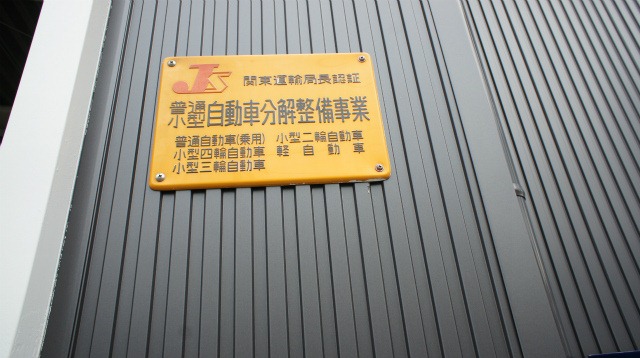 JS 関東運輸局長認証
普通
小型 自動車分解整備事業
普通自動車(乗用) 小型二輪自動車
小型四輪自動車 軽自動車
小型三輪自動車